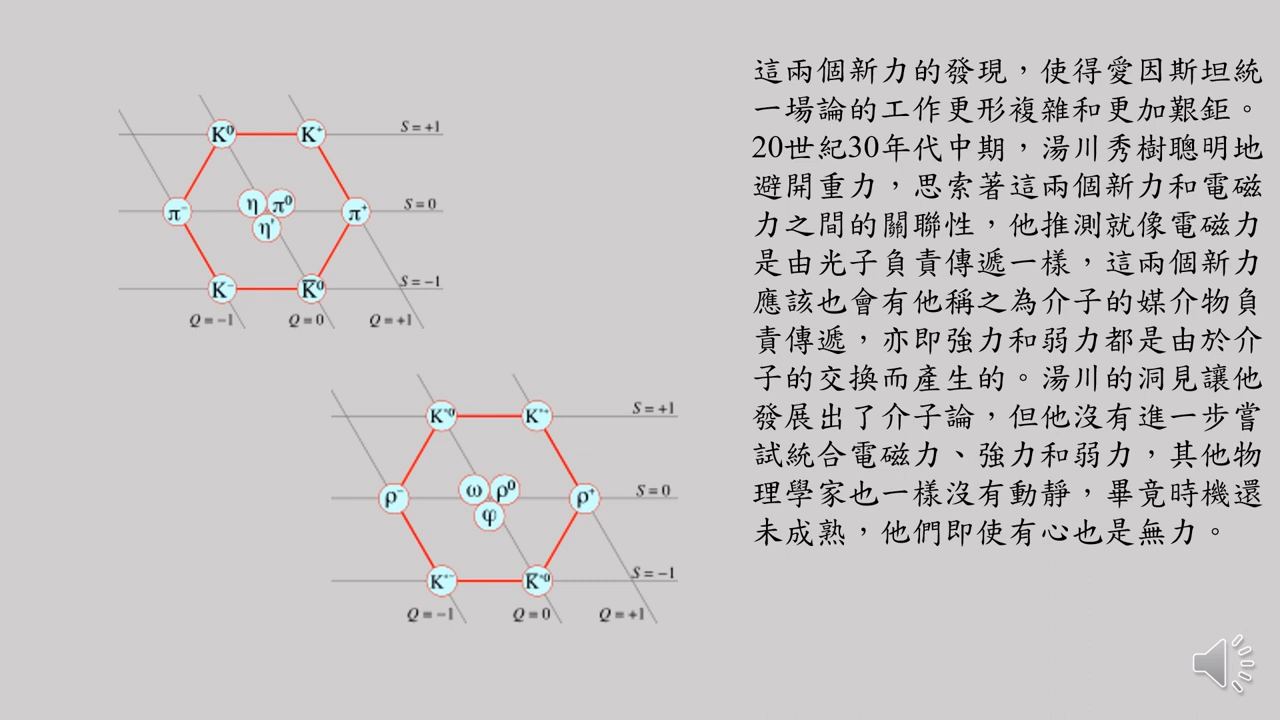 K⁰ K⁺ S = +1
π⁻ η π⁰ η' π⁺ S = 0
K⁻ K̅⁰ S = −1
Q = −1 Q = 0 Q = +1
K*⁰ K*⁺ S = +1
ρ⁻ ω ρ⁰ φ ρ⁺ S = 0
K*⁻ K̅*⁰ S = −1
Q = −1 Q = 0 Q = +1
這兩個新力的發現，使得愛因斯坦統
一場論的工作更形複雜和更加艱鉅。
20世紀30年代中期，湯川秀樹聰明地
避開重力，思索著這兩個新力和電磁
力之間的關聯性，他推測就像電磁力
是由光子負責傳遞一樣，這兩個新力
應該也會有他稱之為介子的媒介物負
責傳遞，亦即強力和弱力都是由於介
子的交換而產生的。湯川的洞見讓他
發展出了介子論，但他沒有進一步嘗
試統合電磁力、強力和弱力，其他物
理學家也一樣沒有動靜，畢竟時機還
未成熟，他們即使有心也是無力。